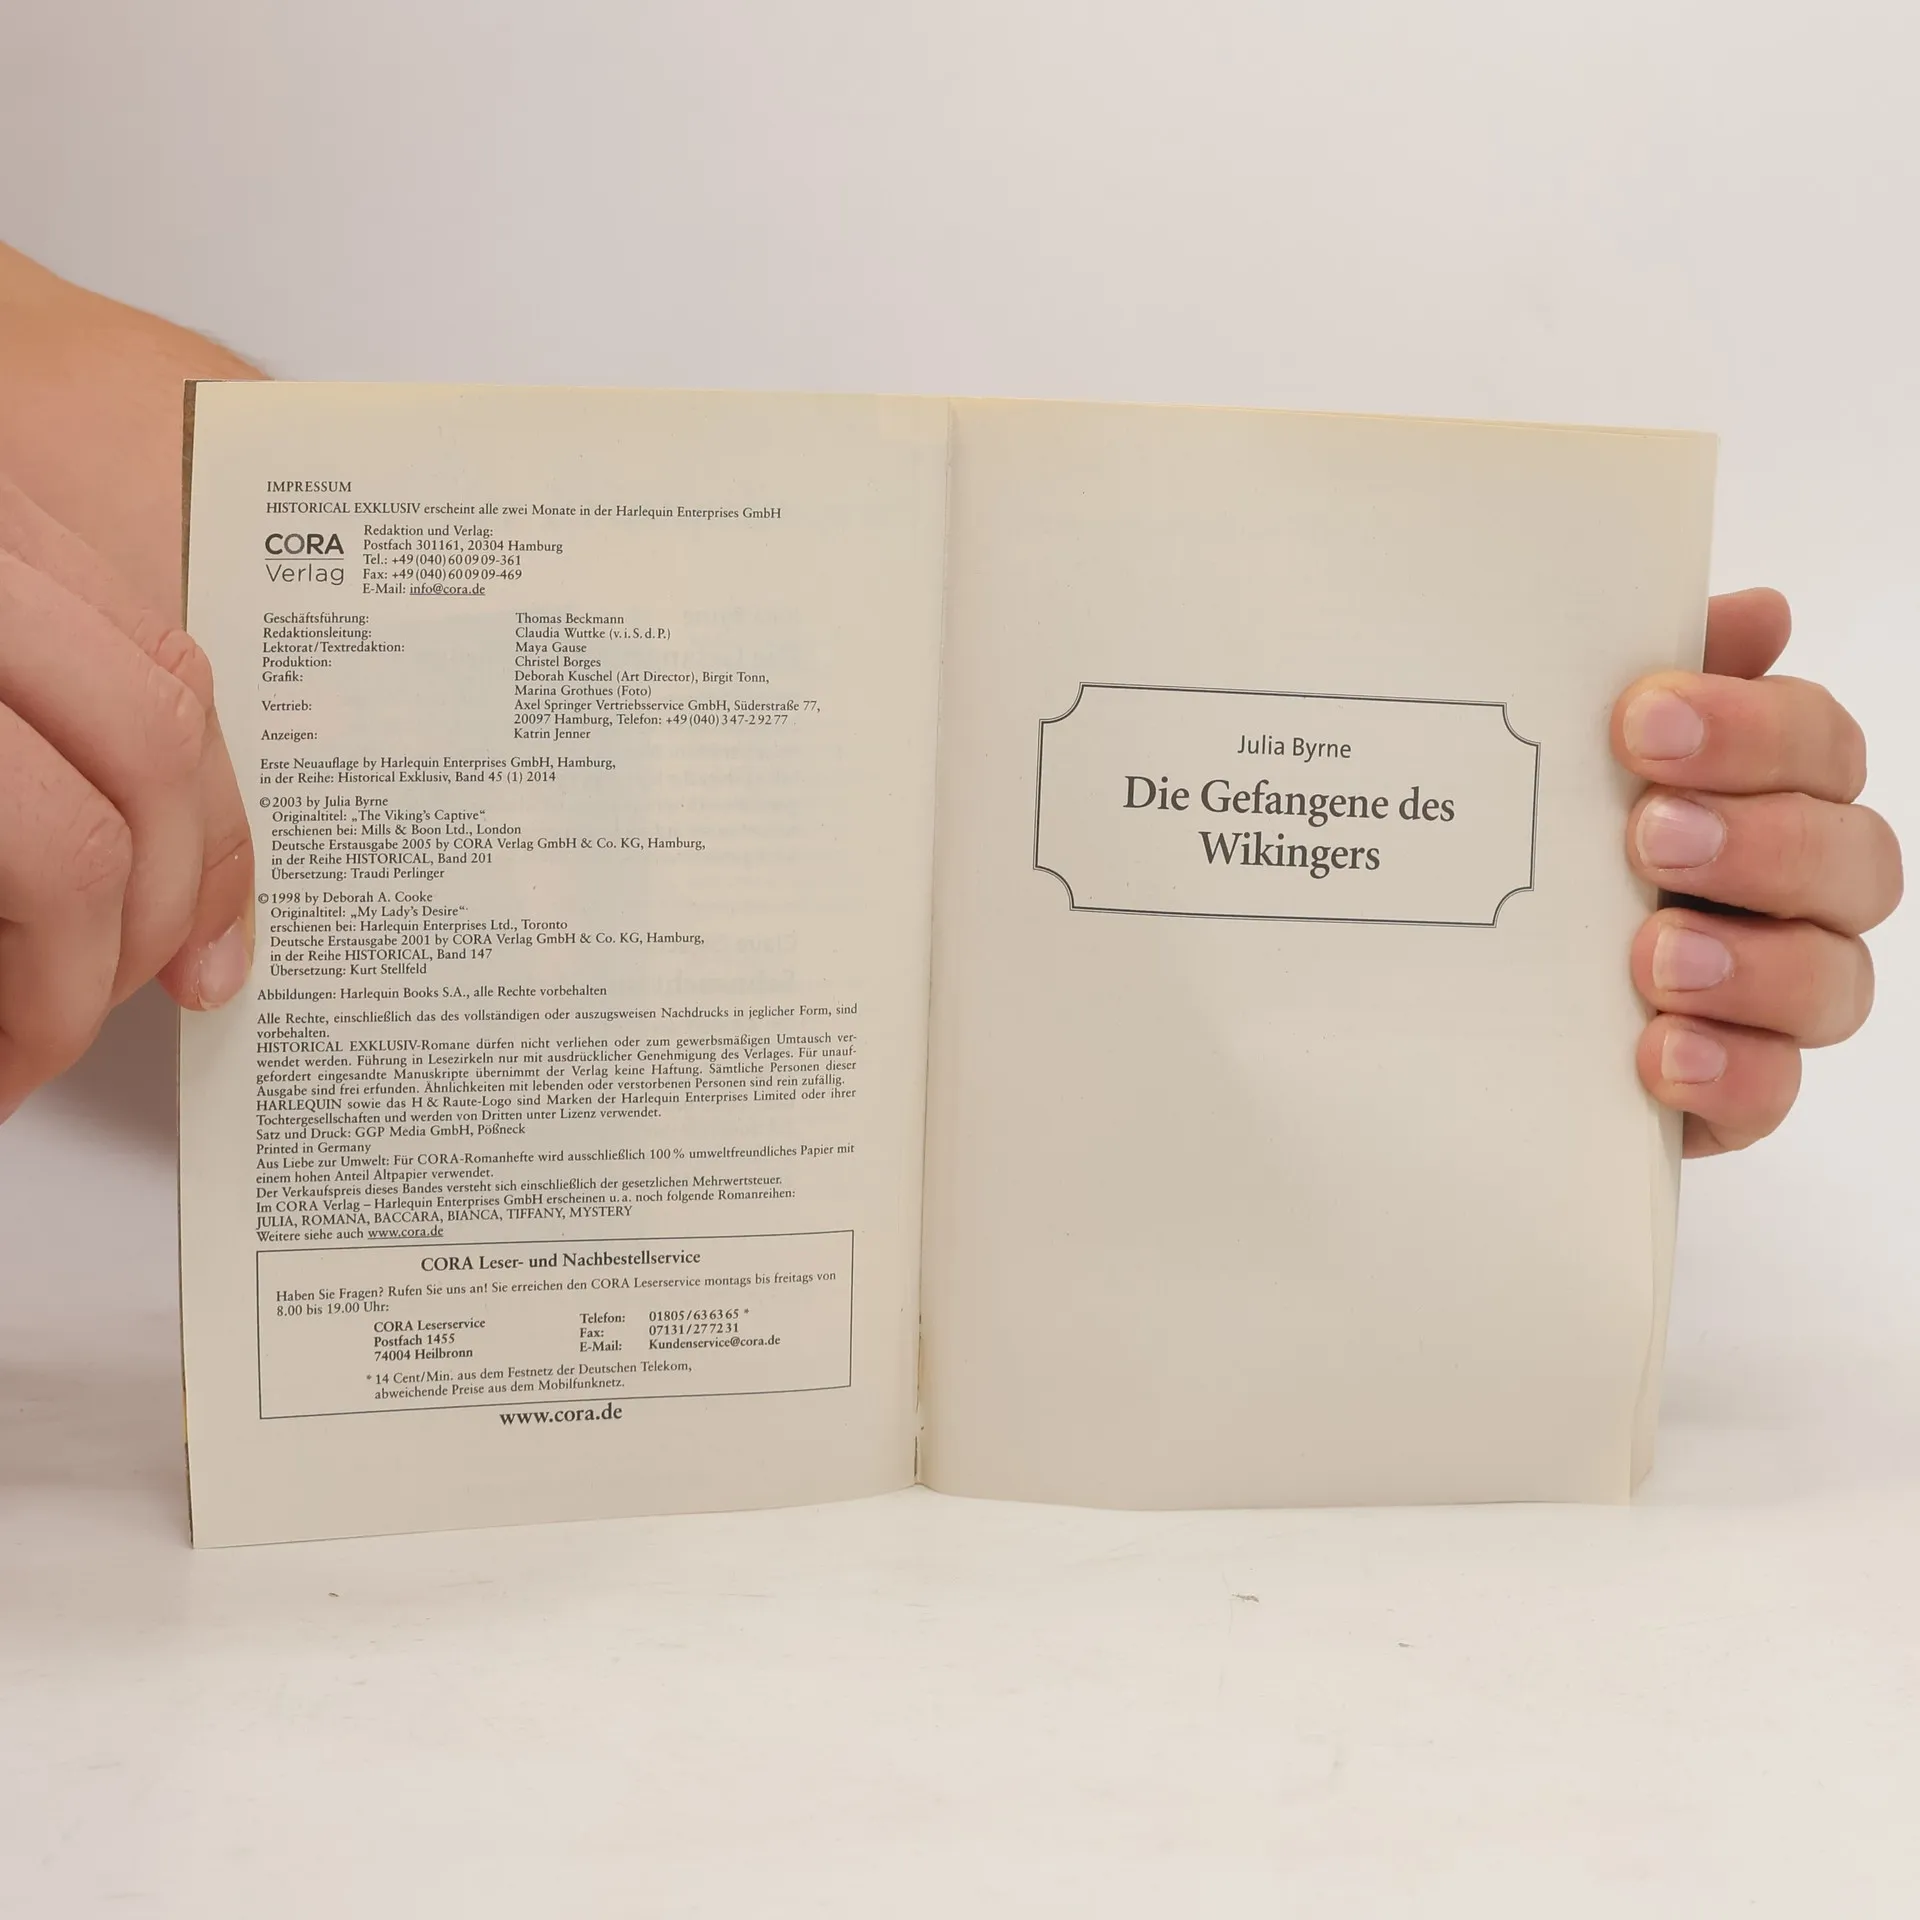 IMPRESSUM
HISTORICAL EXKLUSIV erscheint alle zwei Monate in der Harlequin Enterprises GmbH
CORA
Verlag
Redaktion und Verlag:
Postfach 301161, 20304 Hamburg
Tel.: +49(040)600909-361
Fax: +49(040)600909-469
E-Mail: info@cora.de
Geschäftsführung: Thomas Beckmann
Redaktionsleitung: Claudia Wuttke (v.i.S.d.P.)
Lektorat/Textredaktion: Maya Gause
Produktion: Christel Borges
Grafik: Deborah Kuschel (Art Director), Birgit Tonn,
Marina Grothues (Foto)
Vertrieb: Axel Springer Vertriebsservice GmbH, Süderstraße 77,
20097 Hamburg, Telefon: +49(040)347-29277
Anzeigen: Katrin Jenner
Erste Neuauflage by Harlequin Enterprises GmbH, Hamburg,
in der Reihe: Historical Exklusiv, Band 45 (1) 2014
© 2003 by Julia Byrne
Originaltitel: „The Viking's Captive“
erschienen bei: Mills & Boon Ltd., London
Deutsche Erstausgabe 2005 by CORA Verlag GmbH & Co. KG, Hamburg,
in der Reihe HISTORICAL, Band 201
Übersetzung: Traudi Perlinger
© 1998 by Deborah A. Cooke
Originaltitel: „My Lady's Desire“
erschienen bei: Harlequin Enterprises Ltd., Toronto
Deutsche Erstausgabe 2001 by CORA Verlag GmbH & Co. KG, Hamburg,
in der Reihe HISTORICAL, Band 147
Übersetzung: Kurt Stellfeld
Abbildungen: Harlequin Books S.A., alle Rechte vorbehalten
Alle Rechte, einschließlich das des vollständigen oder auszugsweisen Nachdrucks in jeglicher Form, sind
vorbehalten.
HISTORICAL EXKLUSIV-Romane dürfen nicht verliehen oder zum gewerbsmäßigen Umtausch ver-
wendet werden. Führung in Lesezirkeln nur mit ausdrücklicher Genehmigung des Verlages. Für unauf-
gefordert eingesandte Manuskripte übernimmt der Verlag keine Haftung. Sämtliche Personen dieser
Ausgabe sind frei erfunden. Ähnlichkeiten mit lebenden oder verstorbenen Personen sind rein zufällig.
HARLEQUIN sowie das H & Raute-Logo sind Marken der Harlequin Enterprises Limited oder ihrer
Tochtergesellschaften und werden von Dritten unter Lizenz verwendet.
Satz und Druck: GGP Media GmbH, Pößneck
Printed in Germany
Aus Liebe zur Umwelt: Für CORA-Romanhefte wird ausschließlich 100% umweltfreundliches Papier mit
einem hohen Anteil Altpapier verwendet.
Der Verkaufspreis dieses Bandes versteht sich einschließlich der gesetzlichen Mehrwertsteuer.
Im CORA Verlag – Harlequin Enterprises GmbH erscheinen u.a. noch folgende Romanreihen:
JULIA, ROMANA, BACCARA, BIANCA, TIFFANY, MYSTERY
Weitere siehe auch www.cora.de
CORA Leser- und Nachbestellservice
Haben Sie Fragen? Rufen Sie uns an! Sie erreichen den CORA Leserservice montags bis freitags von
8.00 bis 19.00 Uhr:
CORA Leserservice Telefon: 01805/636365 *
Postfach 1455 Fax: 07131/277231
74004 Heilbronn E-Mail: Kundenservice@cora.de
* 14 Cent/Min. aus dem Festnetz der Deutschen Telekom,
abweichende Preise aus dem Mobilfunknetz.
www.cora.de
Julia Byrne
Die Gefangene des
Wikingers